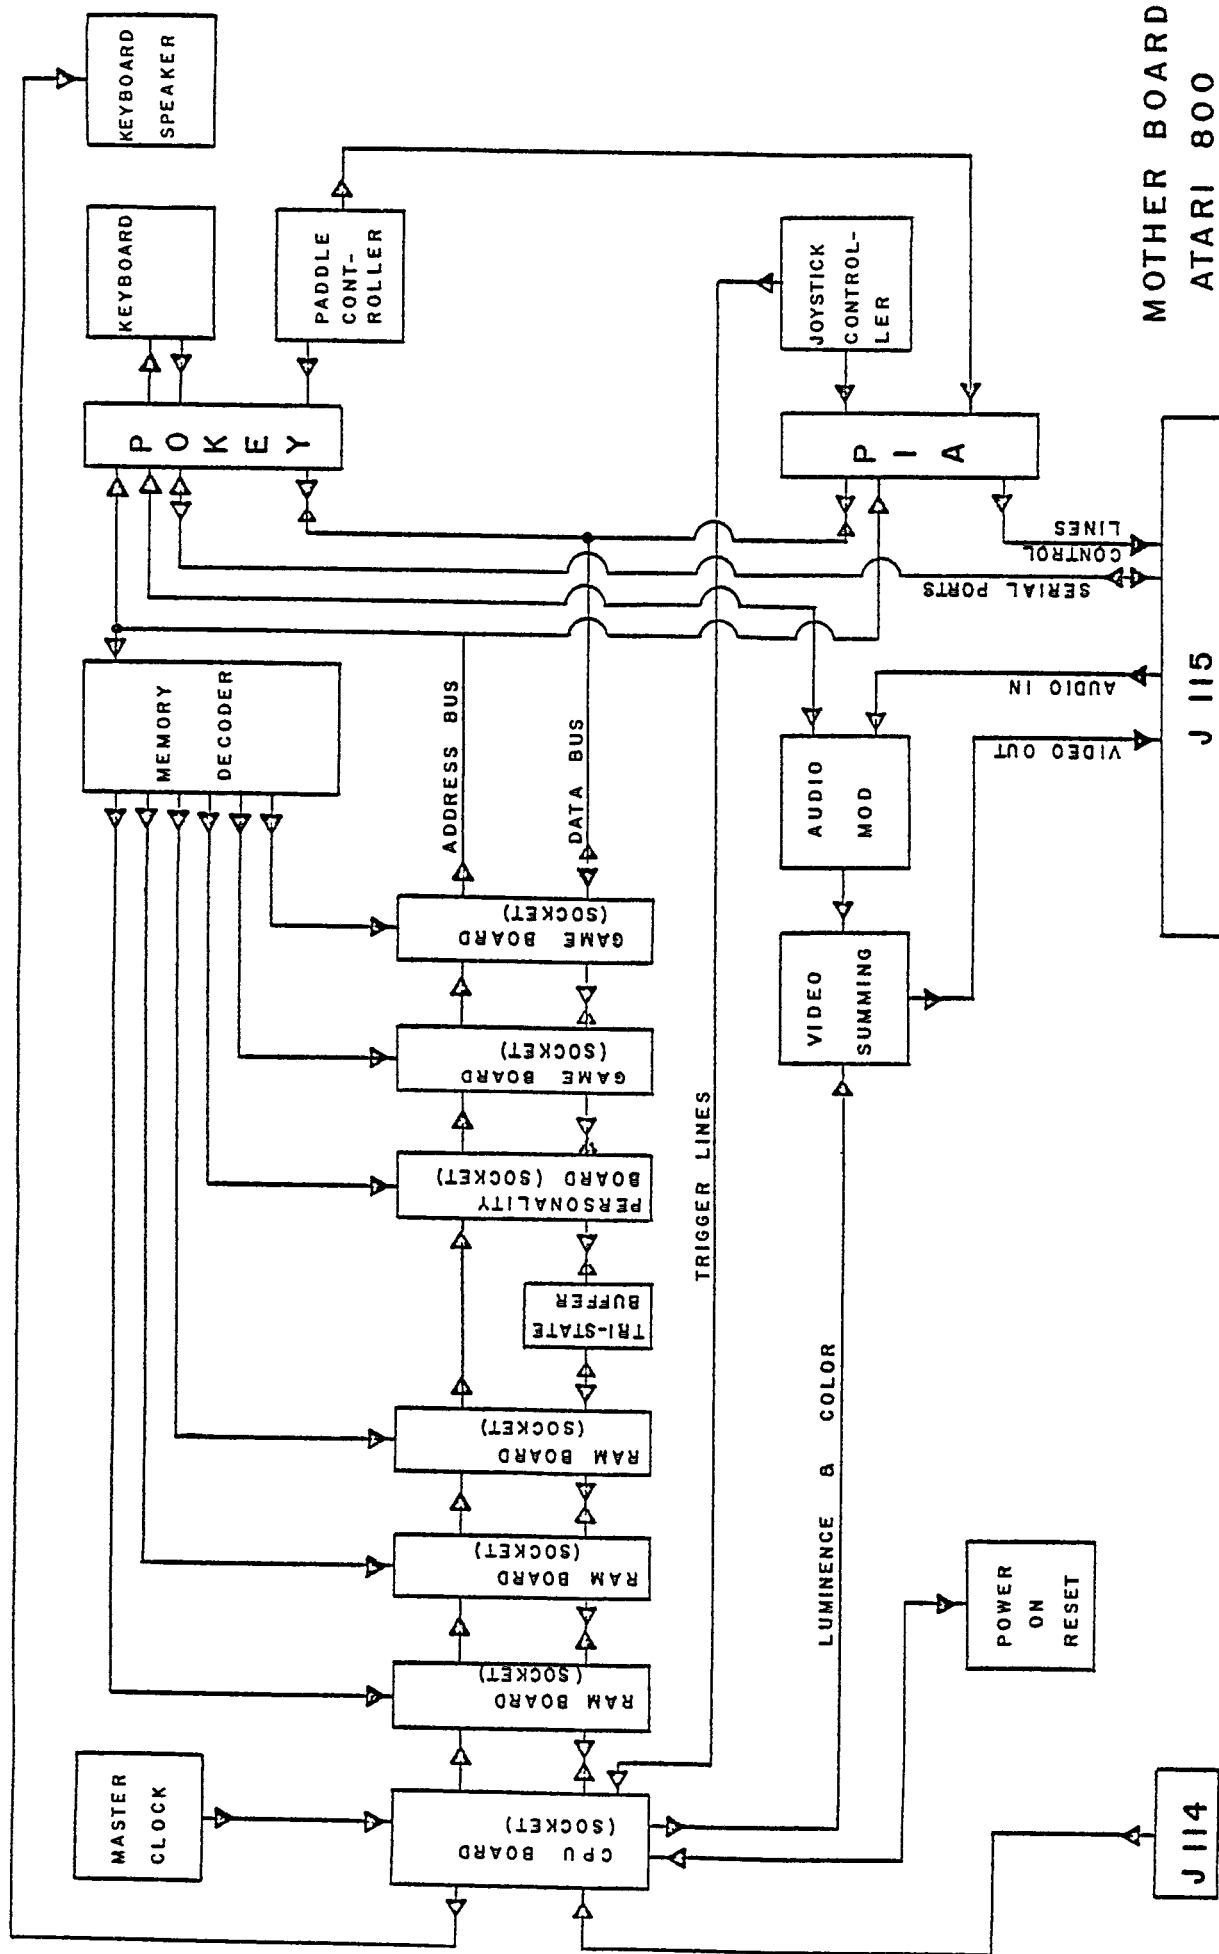 KEYBOARD
SPEAKER
KEYBOARD
PADDLE
CONT-
ROLLER
POKEY
MEMORY
DECODER
JOYSTICK
CONTROL-
LER
PIA
CONTROL
LINES
SERIAL PORTS
AUDIO IN
VIDEO OUT
J 115
AUDIO
MOD
VIDEO
SUMMING
ADDRESS BUS
DATA BUS
GAME BOARD
(SOCKET)
GAME BOARD
(SOCKET)
PERSONALITY
BOARD (SOCKET)
TRI-STATE
BUFFER
RAM BOARD
(SOCKET)
RAM BOARD
(SOCKET)
RAM BOARD
(SOCKET)
CPU BOARD
(SOCKET)
MASTER
CLOCK
TRIGGER LINES
LUMINENCE & COLOR
POWER
ON
RESET
J 114
MOTHER BOARD
ATARI 800